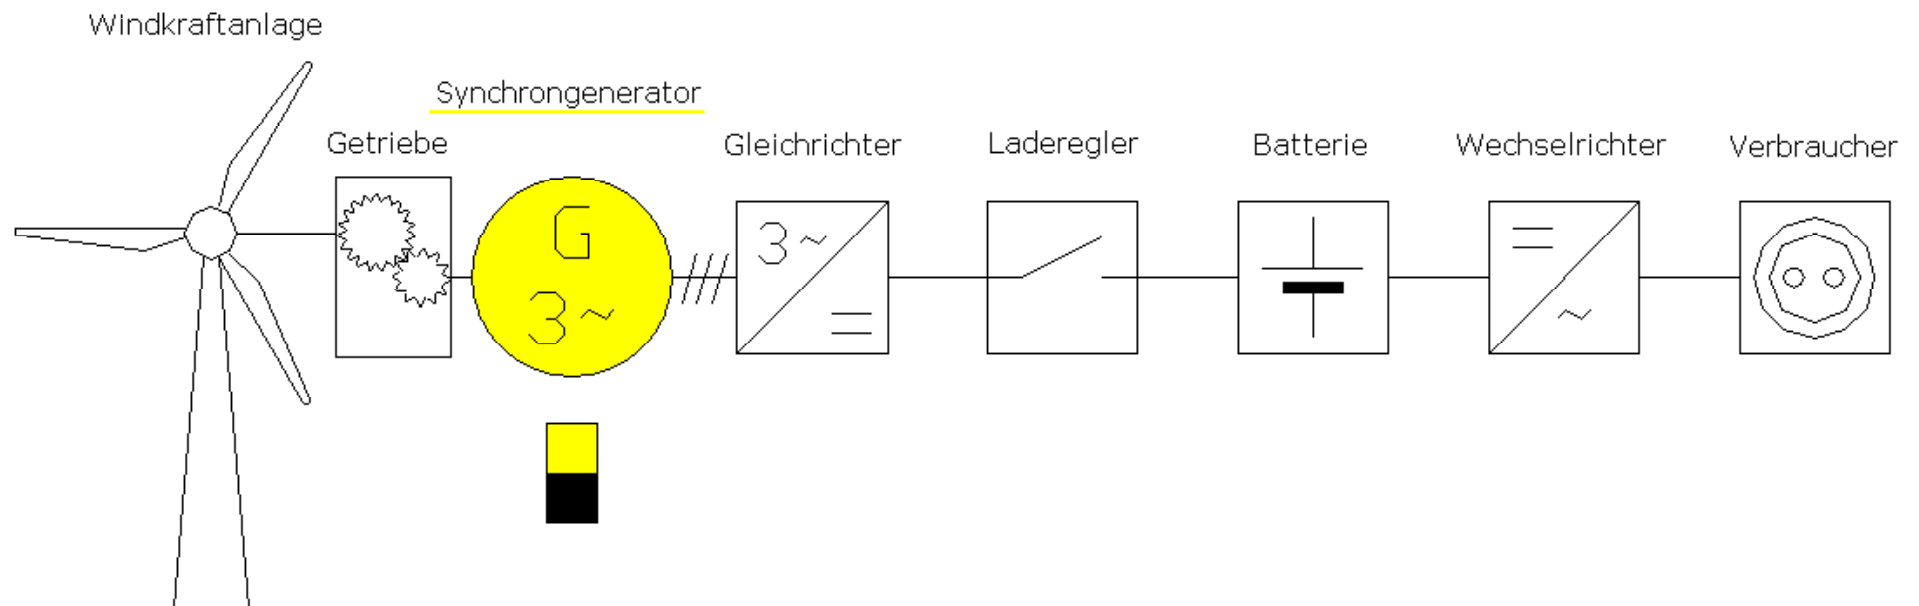 Windkraftanlage
Synchrongenerator
Getriebe
Gleichrichter
Laderegler
Batterie
Wechselrichter
Verbraucher
G
3~
3~
=
=
~